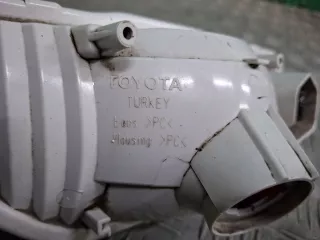 TOYOTA
TURKEY
Lens >PC<
Housing >PC<